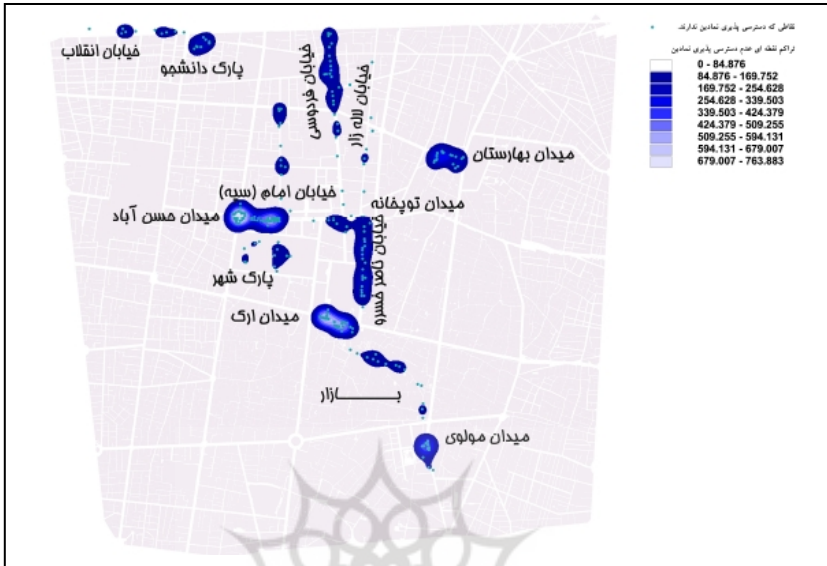 نقاطی که دسترسی پذیری نمادین ندارند.
تراکم نقطه ای عدم دسترسی پذیری نمادین
0 - 84.876
84.876 - 169.752
169.752 - 254.628
254.628 - 339.503
339.503 - 424.379
424.379 - 509.255
509.255 - 594.131
594.131 - 679.007
679.007 - 763.883
خیابان انقلاب
پارک دانشجو
خیابان فردوسی
خیابان لاله زار
میدان بهارستان
خیابان امام (سپه)
میدان توپخانه
میدان حسن آباد
خیابان ناصر خسرو
پارک شهر
میدان ارک
بـــــازار
میدان مولوی